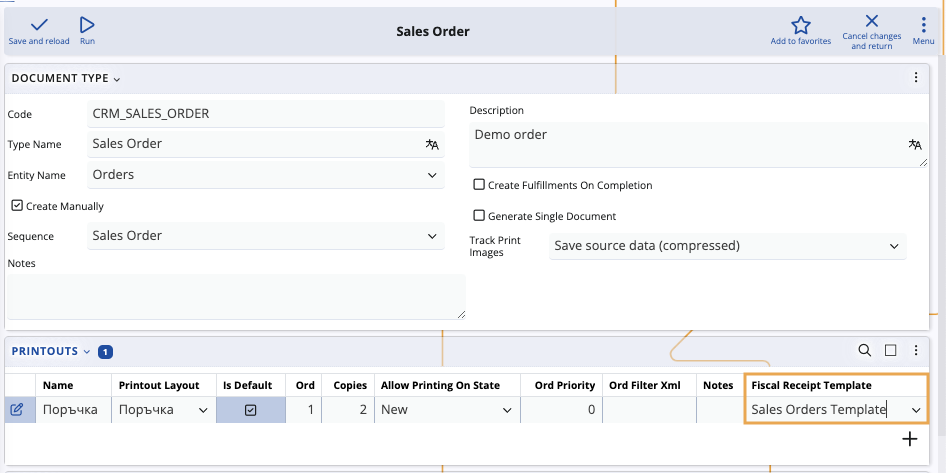 Sales Order
Save and reload
Run
Add to favorites
Cancel changes
and return
Menu
DOCUMENT TYPE
Code
CRM_SALES_ORDER
Type Name
Sales Order
Entity Name
Orders
Create Manually
Sequence
Sales Order
Notes
Description
Demo order
Create Fulfillments On Completion
Generate Single Document
Track Print
Images
Save source data (compressed)
PRINTOUTS 1
Name Printout Layout Is Default Ord Copies Allow Printing On State Ord Priority Ord Filter Xml Notes Fiscal Receipt Template
Поръчка Поръчка 1 2 New 0 Sales Orders Template